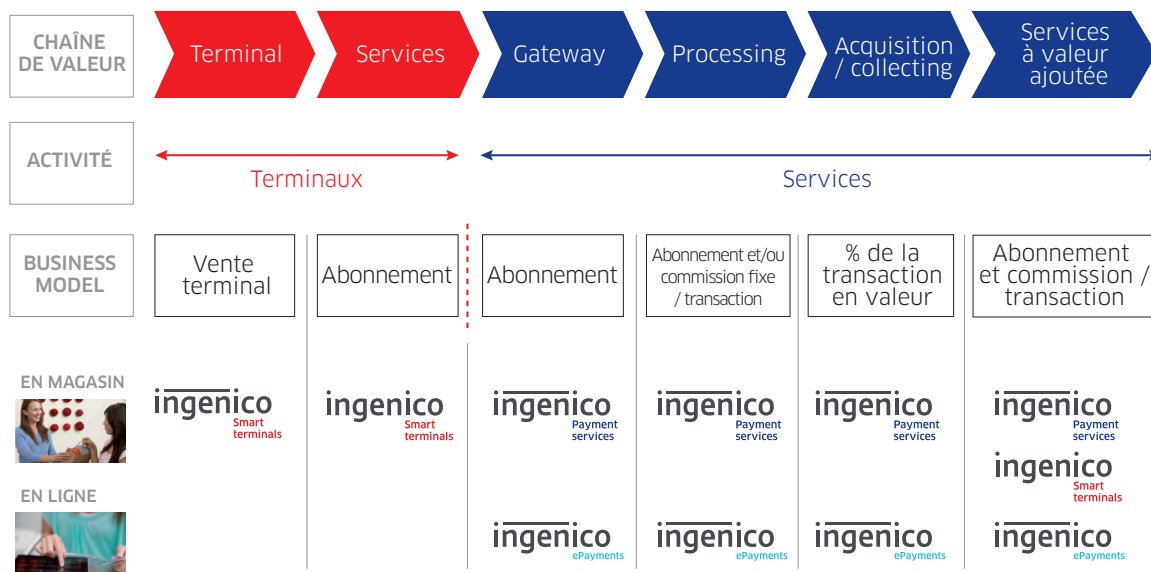 CHAÎNE
DE VALEUR
Terminal
Services
Gateway
Processing
Acquisition
/ collecting
Services
à valeur
ajoutée
ACTIVITÉ
Terminaux
Services
BUSINESS
MODEL
Vente
terminal
Abonnement
Abonnement
Abonnement et/ou
commission fixe
/ transaction
% de la
transaction
en valeur
Abonnement
et commission /
transaction
EN MAGASIN
ingenico
Smart
terminals
ingenico
Smart
terminals
ingenico
Payment
services
ingenico
Payment
services
ingenico
Payment
services
ingenico
Payment
services
ingenico
Smart
terminals
EN LIGNE
ingenico
ePayments
ingenico
ePayments
ingenico
ePayments
ingenico
ePayments